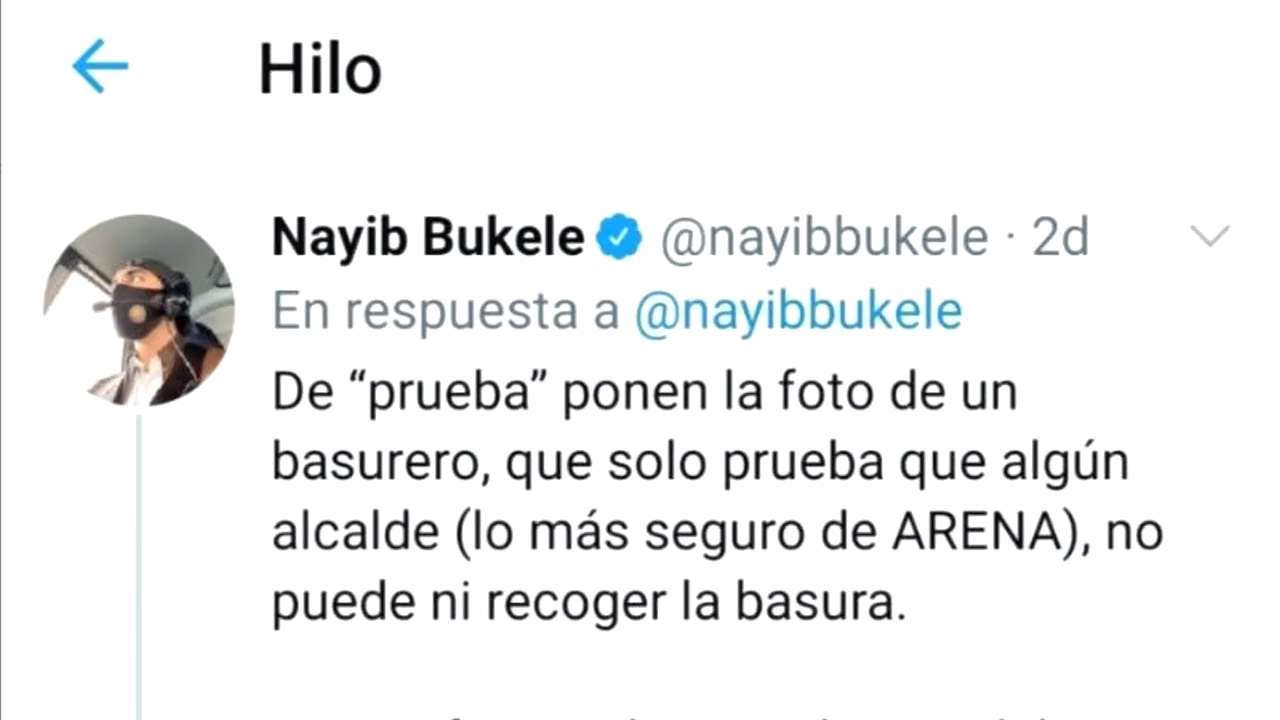 Hilo
Nayib Bukele @nayibbukele · 2d
En respuesta a @nayibbukele
De “prueba” ponen la foto de un
basurero, que solo prueba que algún
alcalde (lo más seguro de ARENA), no
puede ni recoger la basura.